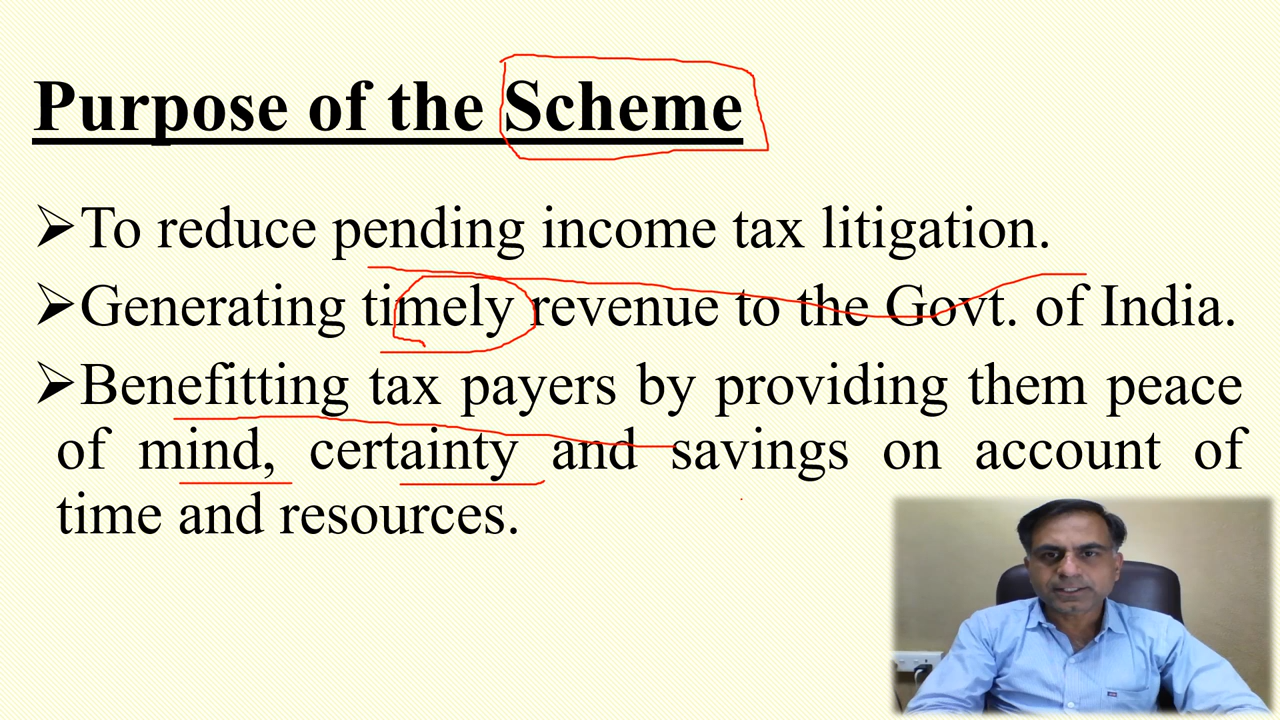 Purpose of the Scheme
➢To reduce pending income tax litigation.
➢Generating timely revenue to the Govt. of India.
➢Benefitting tax payers by providing them peace
of mind, certainty and savings on account of
time and resources.